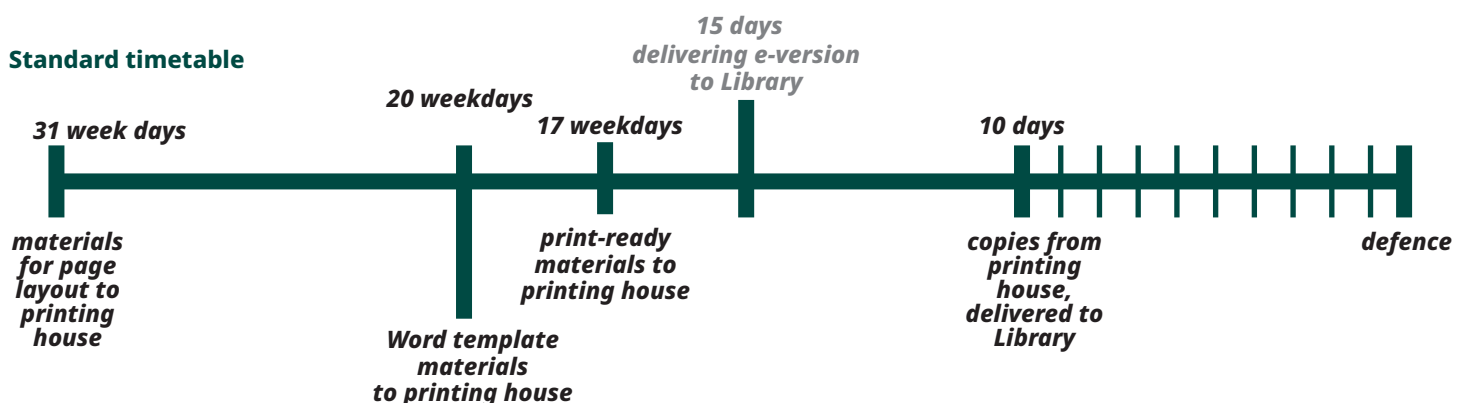 Standard timetable
31 week days
materials
for page
layout to
printing
house
20 weekdays
Word template
materials
to printing house
17 weekdays
print-ready
materials to
printing house
15 days
delivering e-version
to Library
10 days
copies from
printing
house,
delivered to
Library
defence